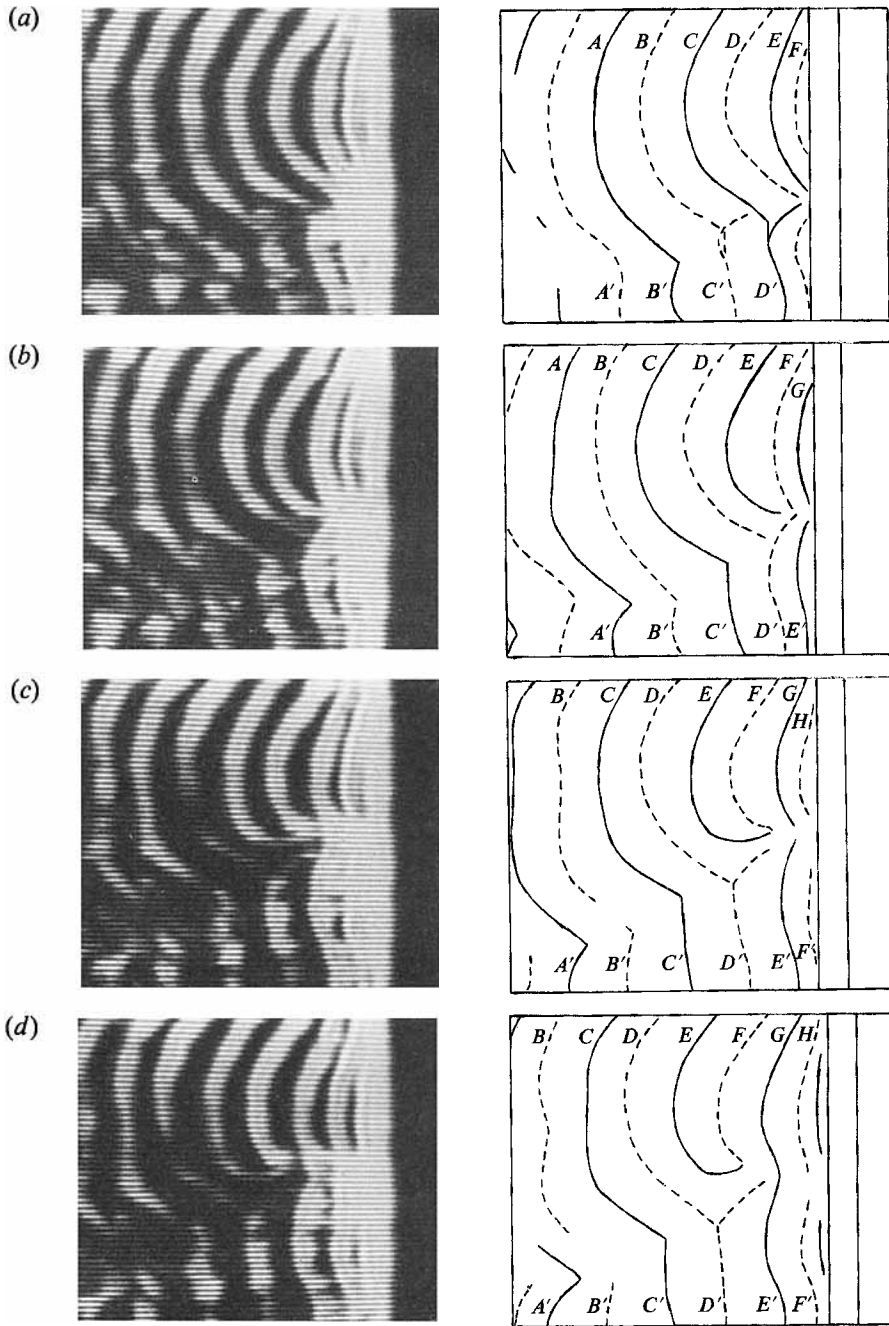 (a)
A B C D E F
A' B' C' D'
(b)
A B C D E F
G
A' B' C' D' E'
(c)
B C D E F G
H
A' B' C' D' E' F'
(d)
B C D E F G H
A' B' C' D' E' F'